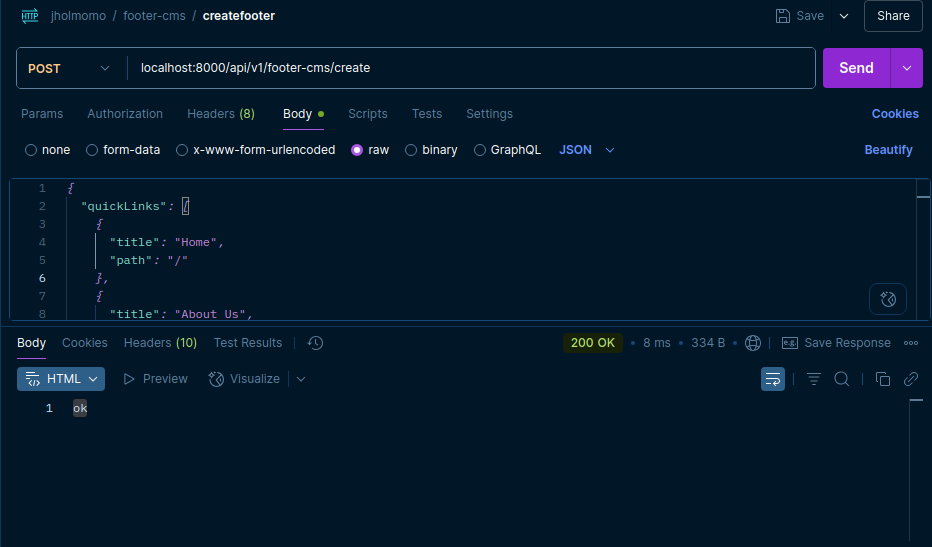 HTTP jholmomo / footer-cms / createfooter Save Share
POST localhost:8000/api/v1/footer-cms/create Send
Params Authorization Headers (8) Body Scripts Tests Settings Cookies
none form-data x-www-form-urlencoded raw binary GraphQL JSON Beautify
1 {
2 "quickLinks": [
3 {
4 "title": "Home",
5 "path": "/"
6 },
7 {
8 "title": "About Us",
Body Cookies Headers (10) Test Results 200 OK • 8 ms • 334 B • e.g. Save Response
HTML Preview Visualize
1 ok